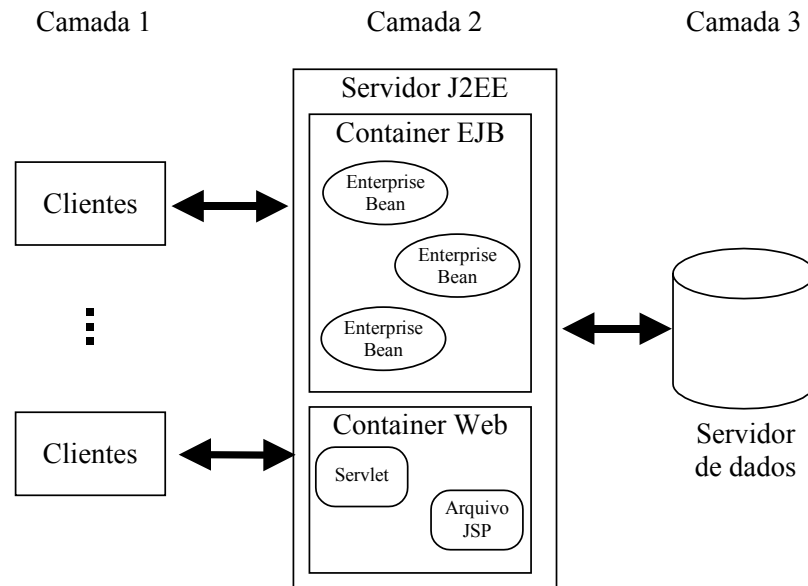 Camada 1
Camada 2
Camada 3
Servidor J2EE
Container EJB
Enterprise
Bean
Clientes
Enterprise
Bean
Enterprise
Bean
Container Web
Clientes
Servlet
Arquivo
JSP
Servidor
de dados